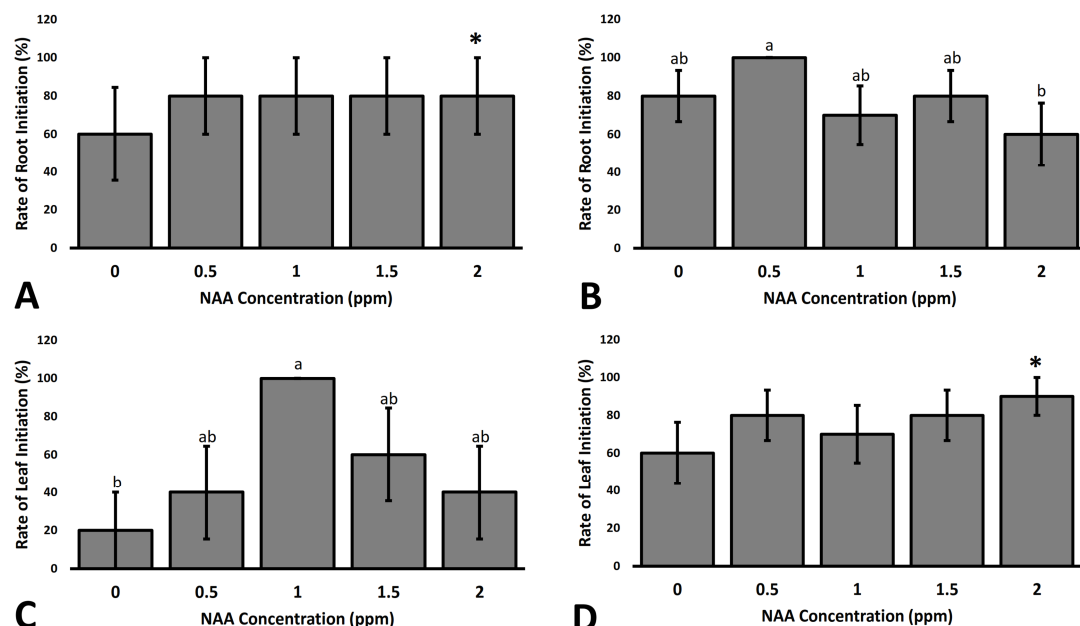 120
100
80
60
40
20
0
Rate of Root Initiation (%)
*
0 0.5 1 1.5 2
NAA Concentration (ppm)
A
120
100
80
60
40
20
0
Rate of Root Initiation (%)
ab a ab ab b
0 0.5 1 1.5 2
NAA Concentration (ppm)
B
120
100
80
60
40
20
0
Rate of Leaf Initiation (%)
b ab a ab ab
0 0.5 1 1.5 2
NAA Concentration (ppm)
C
120
100
80
60
40
20
0
Rate of Leaf Initiation (%)
*
0 0.5 1 1.5 2
NAA Concentration (ppm)
D